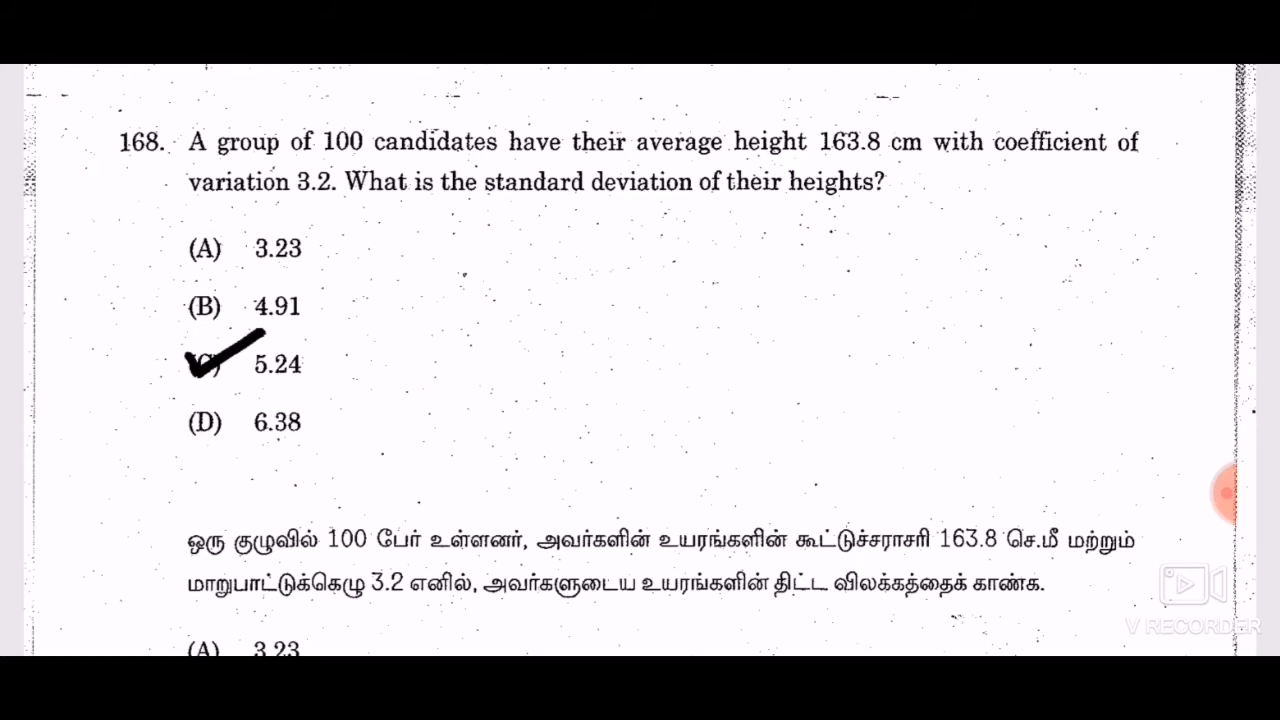 168. A group of 100 candidates have their average height 163.8 cm with coefficient of
variation 3.2. What is the standard deviation of their heights?
(A) 3.23
(B) 4.91
(C) 5.24
(D) 6.38
ஒரு குழுவில் 100 பேர் உள்ளனர், அவர்களின் உயரங்களின் கூட்டுச்சராசரி 163.8 செ.மீ மற்றும்
மாறுபாட்டுக்கெழு 3.2 எனில், அவர்களுடைய உயரங்களின் திட்ட விலக்கத்தைக் காண்க.
V RECORDER
(A) 3.23